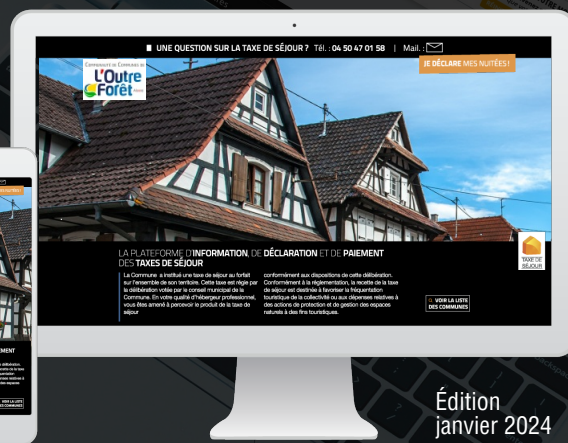 UNE QUESTION SUR LA TAXE DE SÉJOUR ? Tél. : 04 50 47 01 58 | Mail. :
JE DÉCLARE MES NUITÉES !
COMMUNAUTÉ DE COMMUNES DE
L'Outre
Forêt
LA PLATEFORME D'INFORMATION, DE DÉCLARATION ET DE PAIEMENT
DES TAXES DE SÉJOUR
La Commune a institué une taxe de séjour au forfait
sur l'ensemble de son territoire. Cette taxe est régie par
la délibération votée par le conseil municipal de la
Commune. En votre qualité d'hébergeur professionnel,
vous êtes amené à percevoir le produit de la taxe de
séjour
conformément aux dispositions de cette délibération.
Conformément à la réglementation, la recette de la taxe
de séjour est destinée à favoriser la fréquentation
touristique de la collectivité ou aux dépenses relatives à
des actions de protection et de gestion des espaces
naturels à des fins touristiques.
TAXE DE
SÉJOUR
VOIR LA LISTE
DES COMMUNES
EMENT
VOIR LA LISTE
DES COMMUNES
Édition
janvier 2024